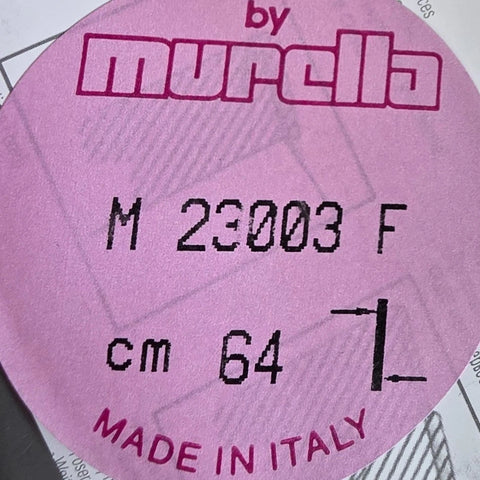 by
murella
M 23003 F
cm 64
MADE IN ITALY